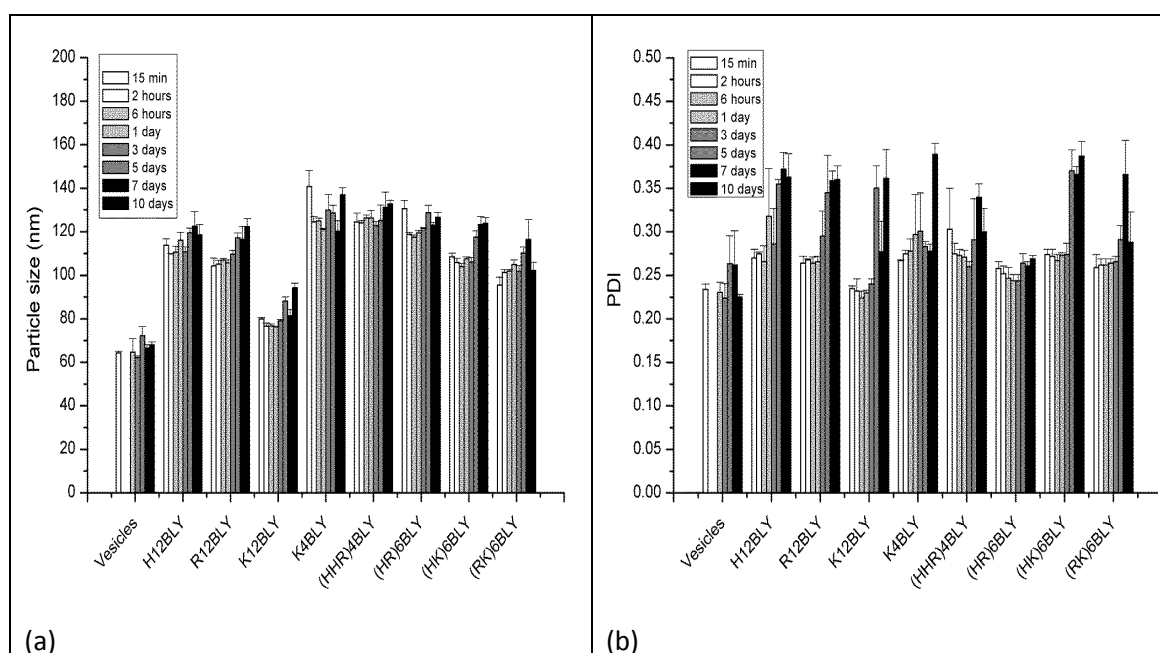 200
180
160
140
120
100
80
60
40
20
0
Particle size (nm)
15 min
2 hours
6 hours
1 day
3 days
5 days
7 days
10 days
Vesicles
H12BLY
R12BLY
K12BLY
K4BLY
(HHR)4BLY
(HR)6BLY
(HK)6BLY
(RK)6BLY
(a)
0.50
0.45
0.40
0.35
0.30
0.25
0.20
0.15
0.10
0.05
0.00
PDI
15 min
2 hours
6 hours
1 day
3 days
5 days
7 days
10 days
Vesicles
H12BLY
R12BLY
K12BLY
K4BLY
(HHR)4BLY
(HR)6BLY
(HK)6BLY
(RK)6BLY
(b)